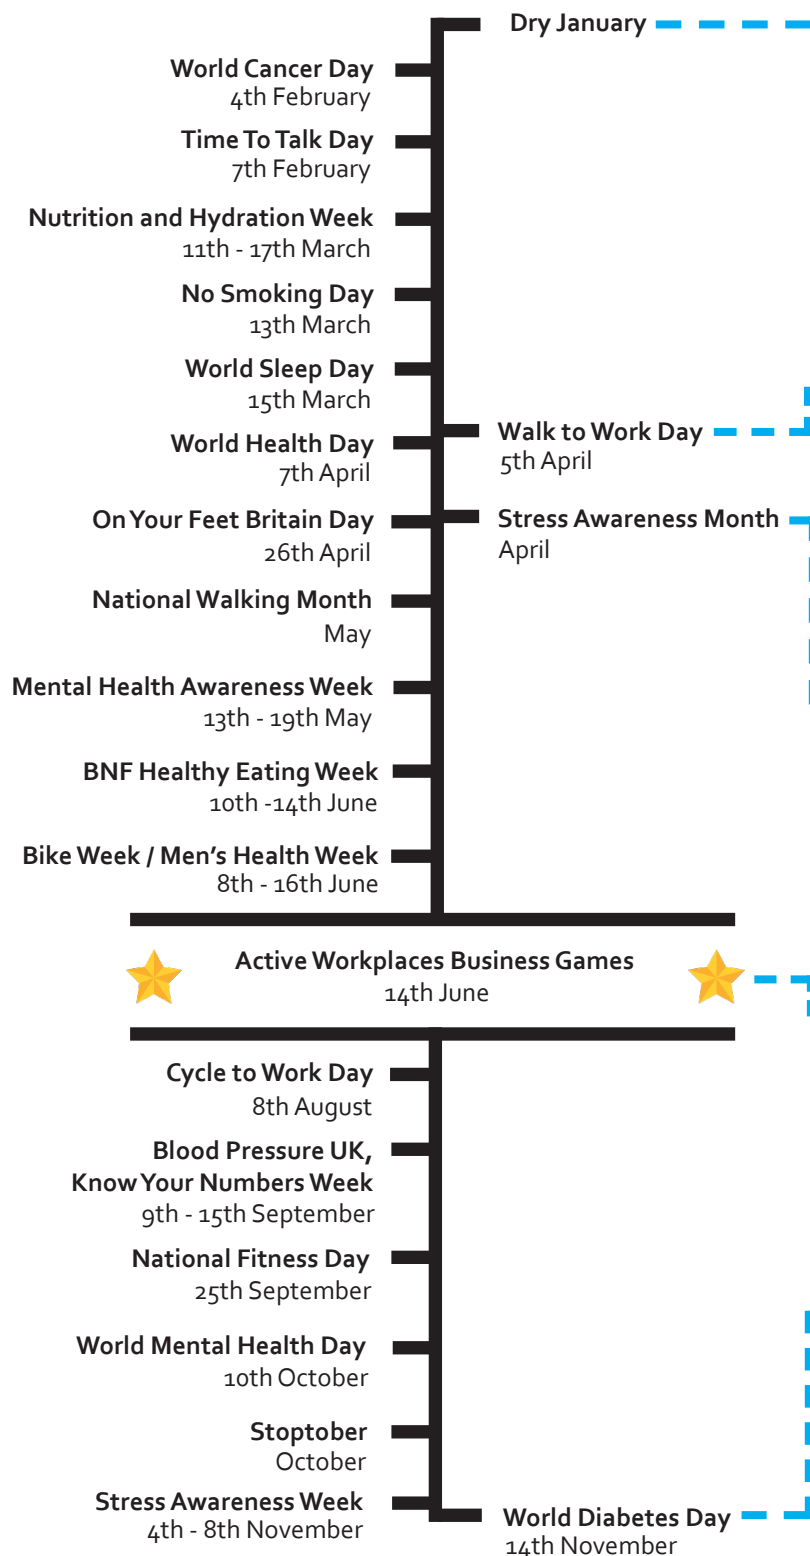 Dry January
World Cancer Day
4th February
Time To Talk Day
7th February
Nutrition and Hydration Week
11th - 17th March
No Smoking Day
13th March
World Sleep Day
15th March
Walk to Work Day
5th April
World Health Day
7th April
On Your Feet Britain Day
26th April
Stress Awareness Month
April
National Walking Month
May
Mental Health Awareness Week
13th - 19th May
BNF Healthy Eating Week
10th -14th June
Bike Week / Men's Health Week
8th - 16th June
Active Workplaces Business Games
14th June
Cycle to Work Day
8th August
Blood Pressure UK,
Know Your Numbers Week
9th - 15th September
National Fitness Day
25th September
World Mental Health Day
10th October
Stoptober
October
Stress Awareness Week
4th - 8th November
World Diabetes Day
14th November